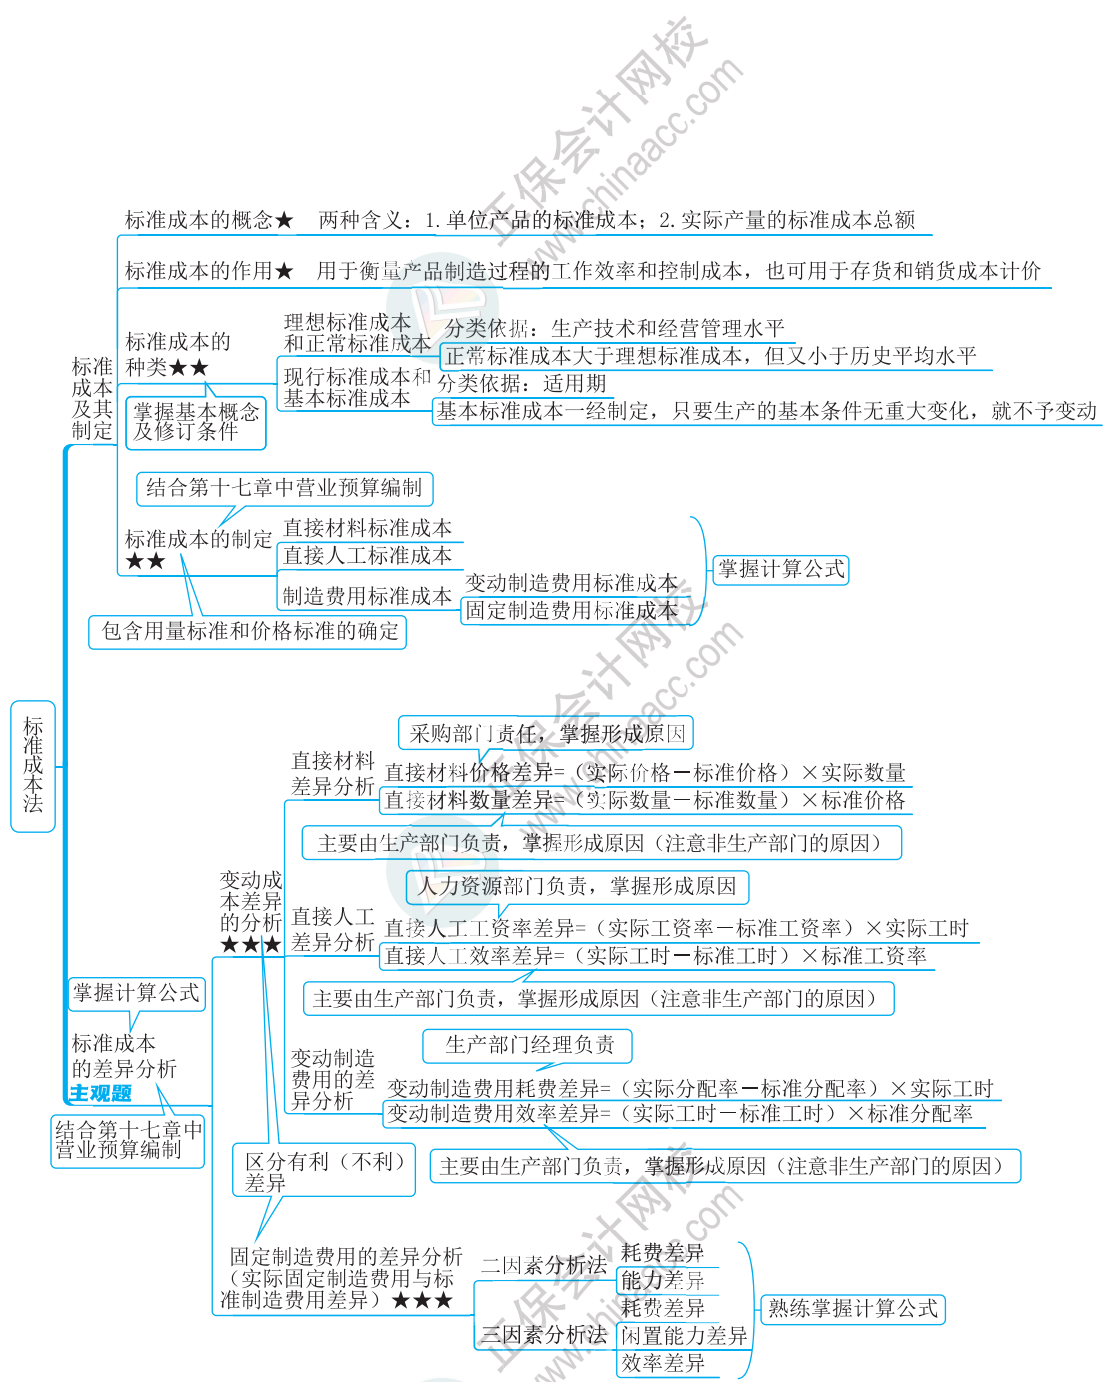 正保会计网校
www.chinaacc.com
标准成本的概念★ 两种含义：1.单位产品的标准成本；2.实际产量的标准成本总额
标准成本的作用★ 用于衡量产品制造过程的工作效率和控制成本，也可用于存货和销货成本计价
标准
成本
及其
制定
标准成本的
种类★★
掌握基本概念
及修订条件
理想标准成本
和正常标准成本
分类依据：生产技术和经营管理水平
正常标准成本大于理想标准成本，但又小于历史平均水平
现行标准成本和
基本标准成本
分类依据：适用期
基本标准成本一经制定，只要生产的基本条件无重大变化，就不予变动
结合第十七章中营业预算编制
标准成本的制定
★★
直接材料标准成本
直接人工标准成本
制造费用标准成本
变动制造费用标准成本
固定制造费用标准成本
掌握计算公式
包含用量标准和价格标准的确定
正保会计网校
www.chinaacc.com
标准成本法
采购部门责任，掌握形成原因
直接材料
差异分析
直接材料价格差异=（实际价格－标准价格）×实际数量
直接材料数量差异=（实际数量－标准数量）×标准价格
主要由生产部门负责，掌握形成原因（注意非生产部门的原因）
变动成
本差异
的分析
★★★
人力资源部门负责，掌握形成原因
直接人工
差异分析
直接人工工资率差异=（实际工资率－标准工资率）×实际工时
直接人工效率差异=（实际工时－标准工时）×标准工资率
主要由生产部门负责，掌握形成原因（注意非生产部门的原因）
掌握计算公式
标准成本
的差异分析
主观题
结合第十七章中
营业预算编制
生产部门经理负责
变动制造
费用的差
异分析
变动制造费用耗费差异=（实际分配率－标准分配率）×实际工时
变动制造费用效率差异=（实际工时－标准工时）×标准分配率
主要由生产部门负责，掌握形成原因（注意非生产部门的原因）
区分有利（不利）
差异
固定制造费用的差异分析
（实际固定制造费用与标
准制造费用差异）★★★
二因素分析法
耗费差异
能力差异
三因素分析法
耗费差异
闲置能力差异
效率差异
熟练掌握计算公式
正保会计网校
www.chinaacc.com